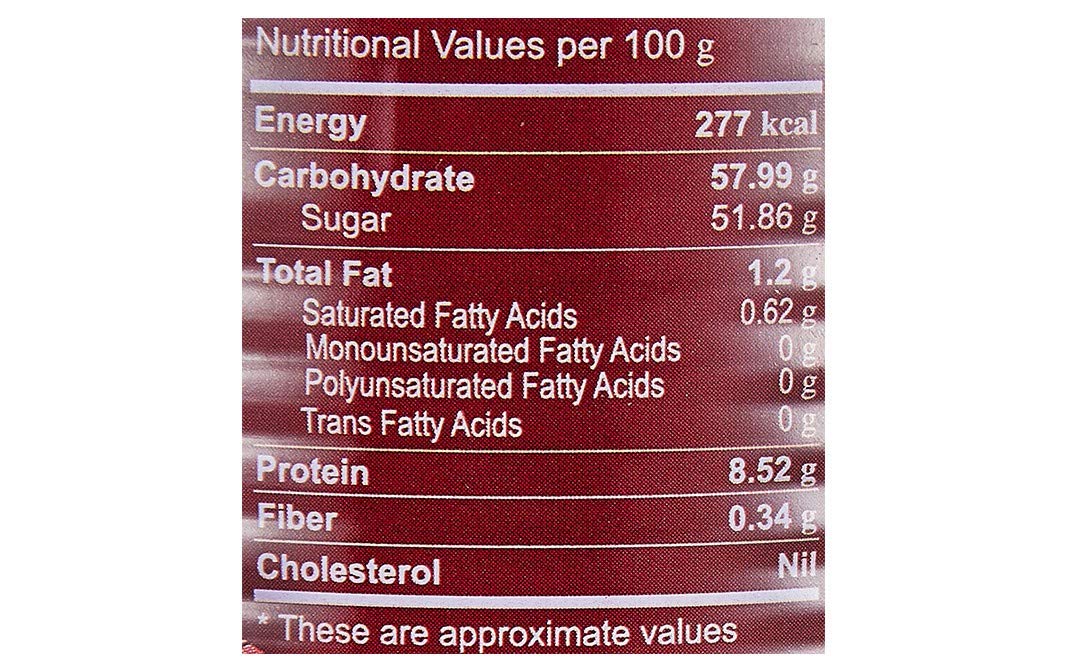 Nutritional Values per 100 g
Energy 277 kcal
Carbohydrate 57.99 g
Sugar 51.86 g
Total Fat 1.2 g
Saturated Fatty Acids 0.62 g
Monounsaturated Fatty Acids 0 g
Polyunsaturated Fatty Acids 0 g
Trans Fatty Acids 0 g
Protein 8.52 g
Fiber 0.34 g
Cholesterol Nil
* These are approximate values